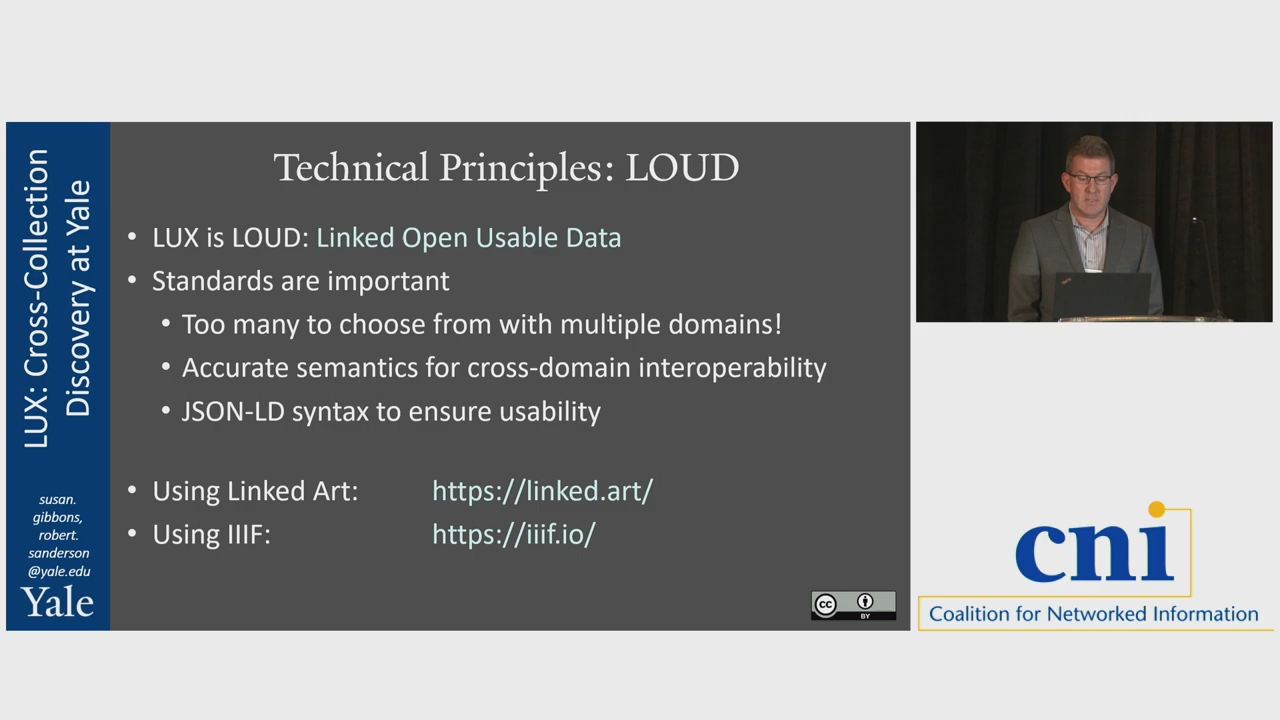 LUX: Cross-Collection
Discovery at Yale
susan.
gibbons,
robert.
sanderson
@yale.edu
Yale
Technical Principles: LOUD
• LUX is LOUD: Linked Open Usable Data
• Standards are important
• Too many to choose from with multiple domains!
• Accurate semantics for cross-domain interoperability
• JSON-LD syntax to ensure usability
• Using Linked Art: https://linked.art/
• Using IIIF: https://iiif.io/
cc
BY
cni
Coalition for Networked Information